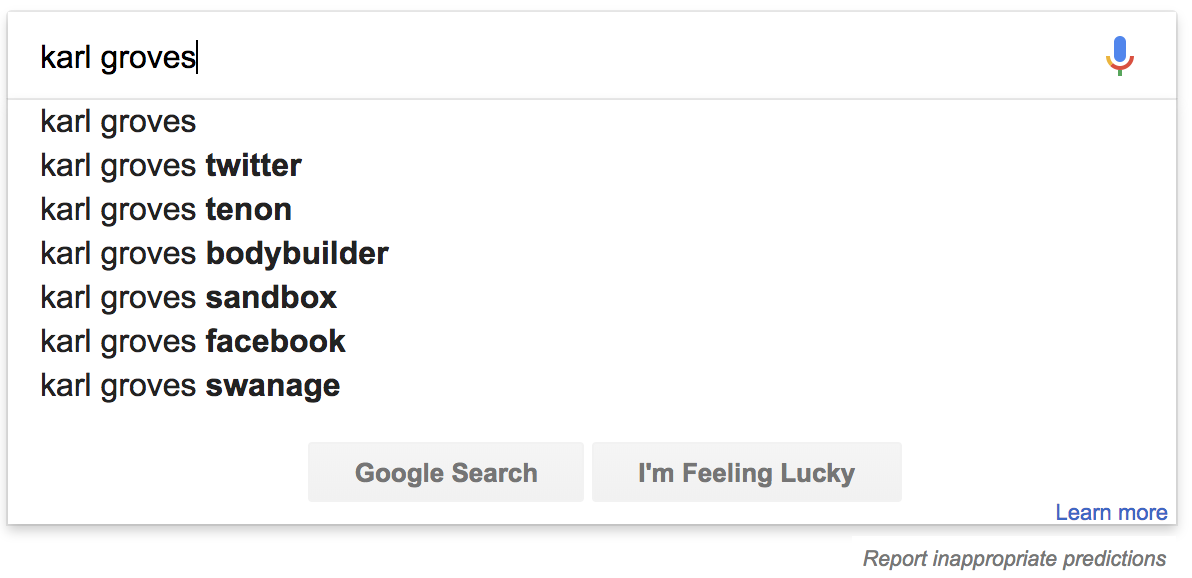 karl groves
karl groves
karl groves twitter
karl groves tenon
karl groves bodybuilder
karl groves sandbox
karl groves facebook
karl groves swanage
Google Search I'm Feeling Lucky
Learn more
Report inappropriate predictions